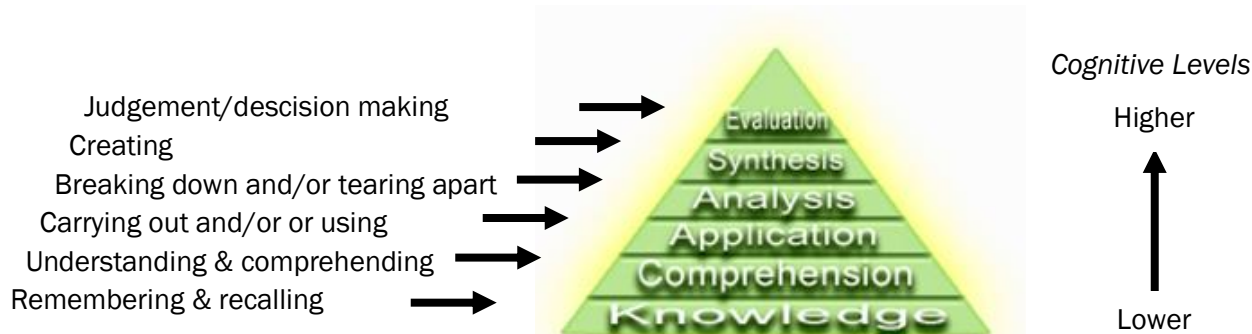 Cognitive Levels
Judgement/descision making
Higher
Evaluation
Creating
Synthesis
Breaking down and/or tearing apart
Analysis
Carrying out and/or or using
Application
Understanding & comprehending
Comprehension
Remembering & recalling
Knowledge
Lower